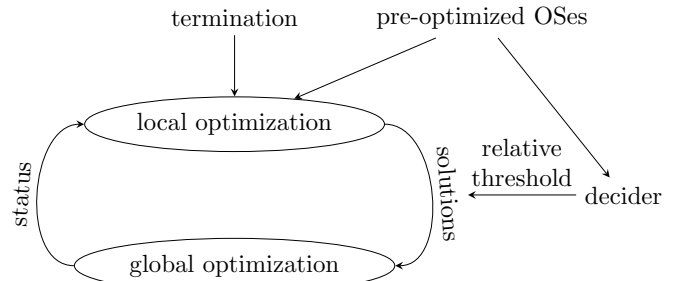 termination
pre-optimized OSes
local optimization
relative
threshold
solutions
status
decider
global optimization